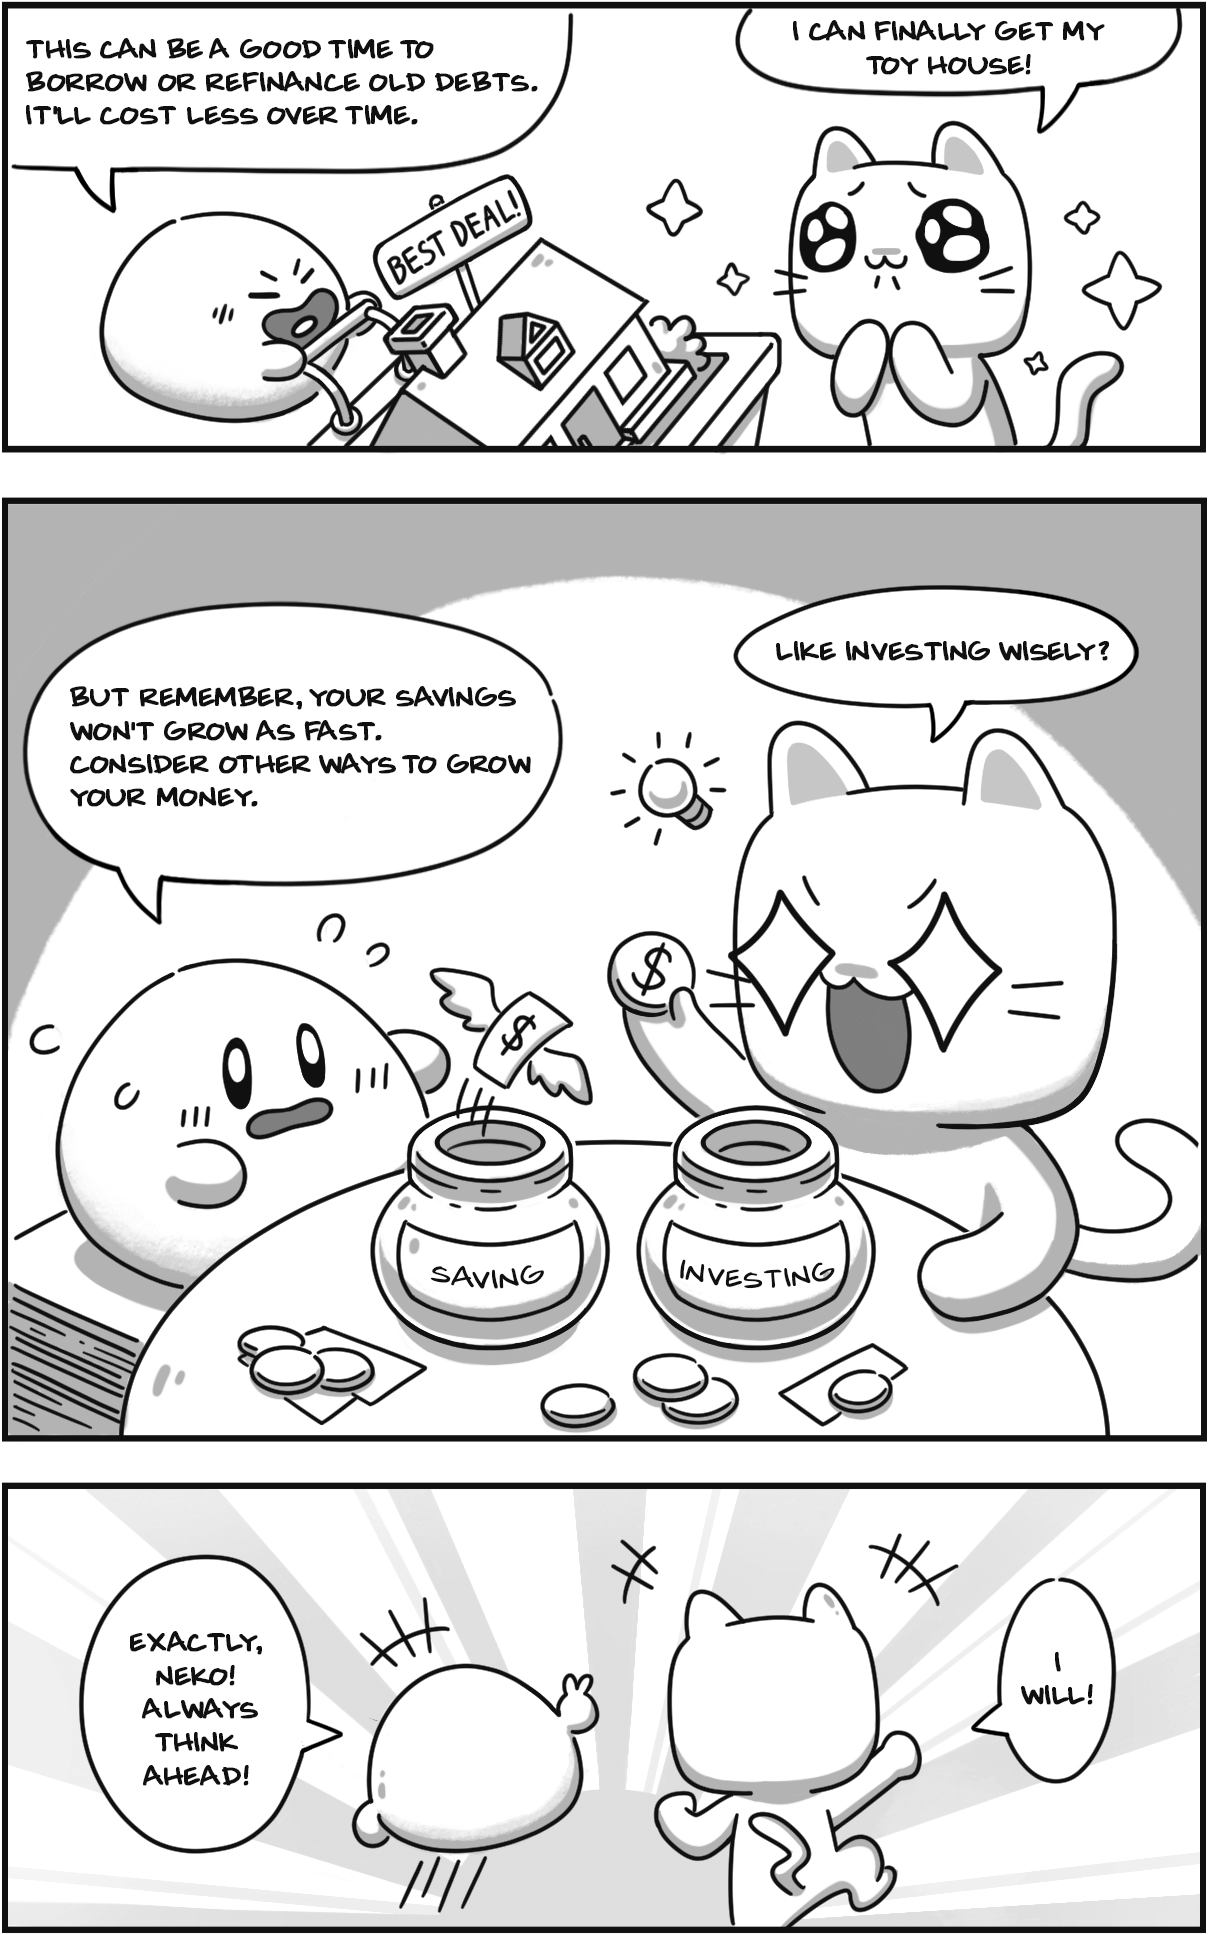 THIS CAN BE A GOOD TIME TO
BORROW OR REFINANCE OLD DEBTS.
IT'LL COST LESS OVER TIME.
I CAN FINALLY GET MY
TOY HOUSE!
BEST DEAL!
BUT REMEMBER, YOUR SAVINGS
WON'T GROW AS FAST.
CONSIDER OTHER WAYS TO GROW
YOUR MONEY.
LIKE INVESTING WISELY?
$
$
SAVING
INVESTING
EXACTLY,
NEKO!
ALWAYS
THINK
AHEAD!
I
WILL!